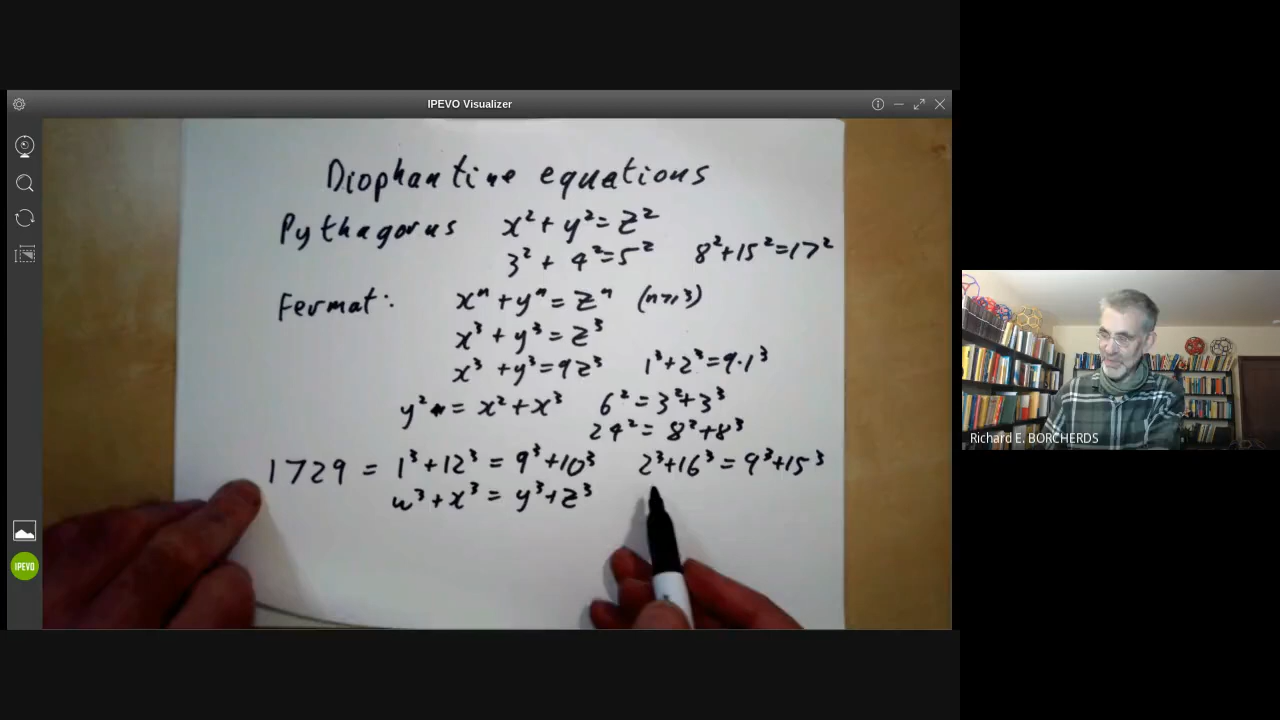 IPEVO Visualizer
Diophantine equations
Pythagorus x² + y² = z²
3² + 4² = 5² 8² + 15² = 17²
Fermat: xⁿ + yⁿ = zⁿ (n ≥ 3)
x³ + y³ = z³
x³ + y³ = 9z³ 1³ + 2³ = 9·1³
y² = x² + x³ 6² = 3² + 3³
24² = 8² + 8³
1729 = 1³ + 12³ = 9³ + 10³ 2³ + 16³ = 9³ + 15³
w³ + x³ = y³ + z³
IPEVO
Richard E. BORCHERDS